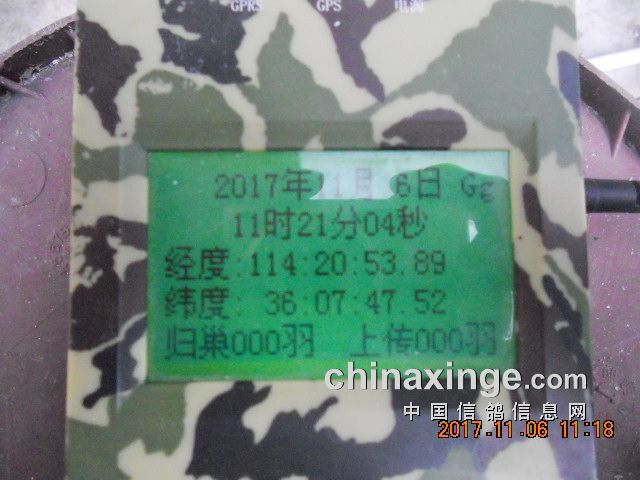 GPRS GPS 电源
2017年11月 6日 Gg
11时21分04秒
经度:114:20:53.89
纬度: 36:07:47.52
归巢000羽 上传000羽
chinaxinge.com
中国信鸽信息网
2017.11.06 11:18